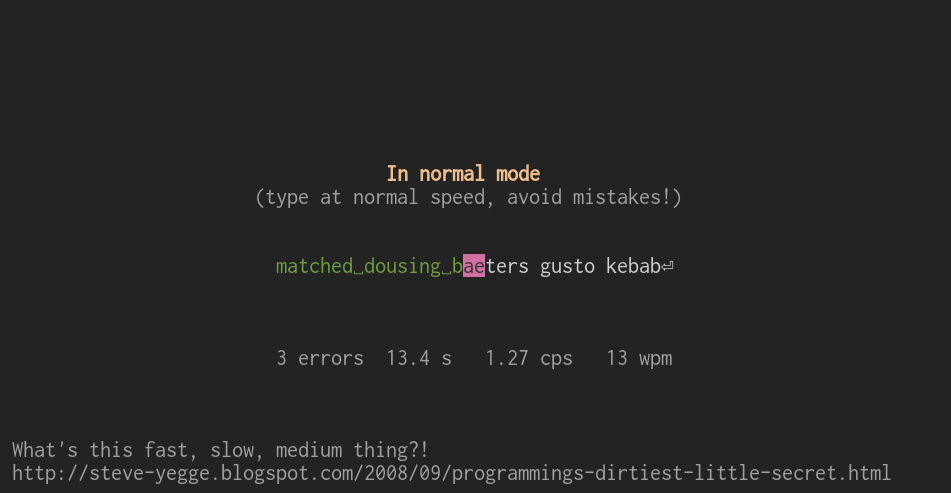 In normal mode
(type at normal speed, avoid mistakes!)
matched␣dousing␣baeters gusto kebab⏎
3 errors 13.4 s 1.27 cps 13 wpm
What's this fast, slow, medium thing?!
http://steve-yegge.blogspot.com/2008/09/programmings-dirtiest-little-secret.html